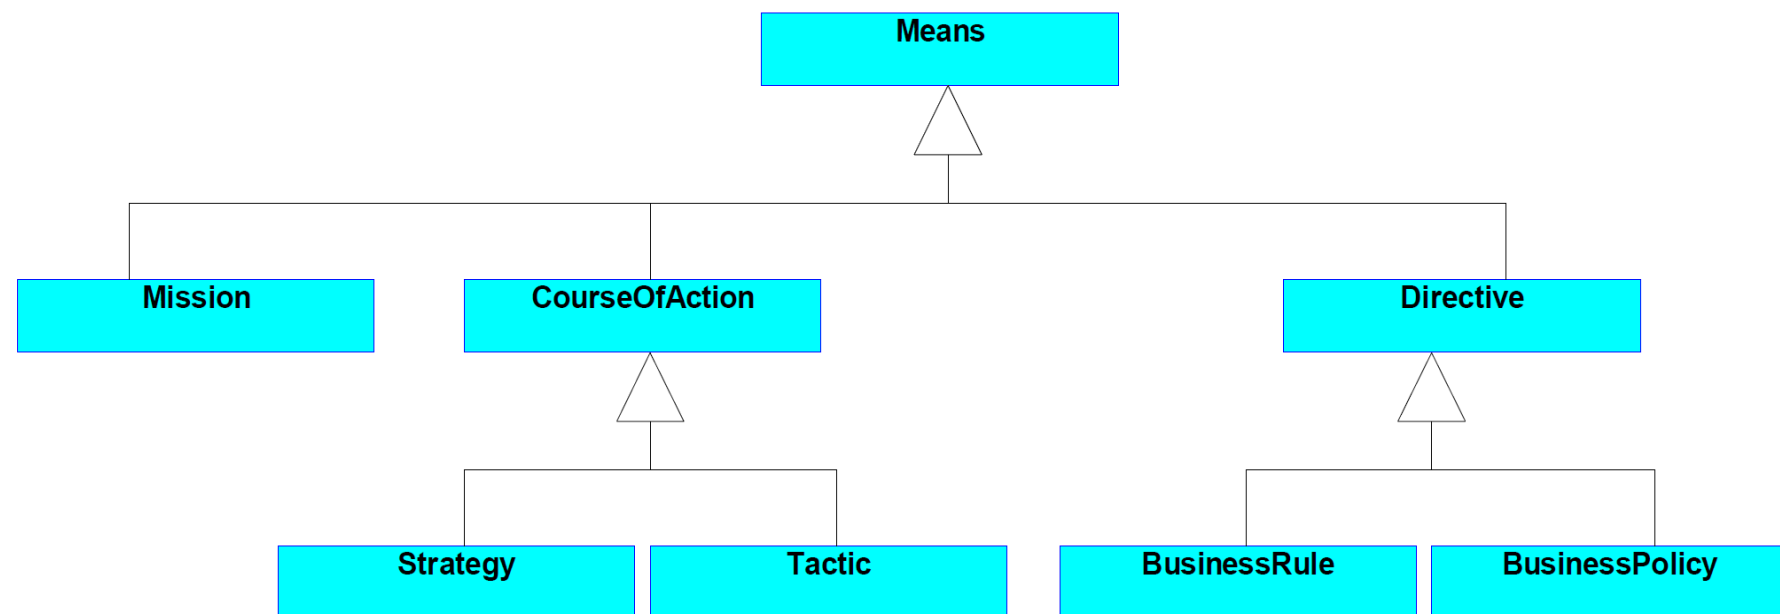 Means
Mission
CourseOfAction
Directive
Strategy
Tactic
BusinessRule
BusinessPolicy